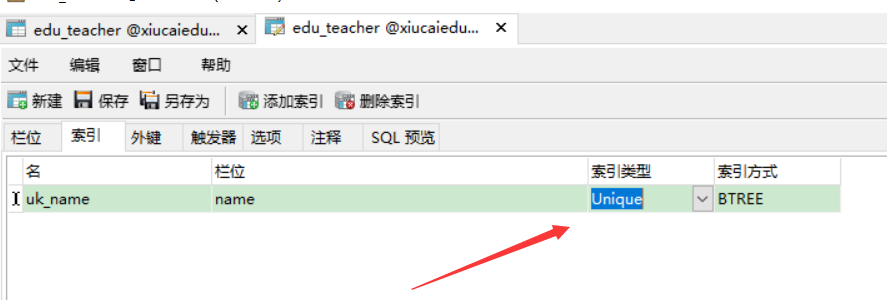 edu_teacher @xiucaiedu... × edu_teacher @xiucaiedu... ×
文件 编辑 窗口 帮助
新建 保存 另存为 添加索引 删除索引
栏位 索引 外键 触发器 选项 注释 SQL 预览
名 栏位 索引类型 索引方式
uk_name name Unique BTREE